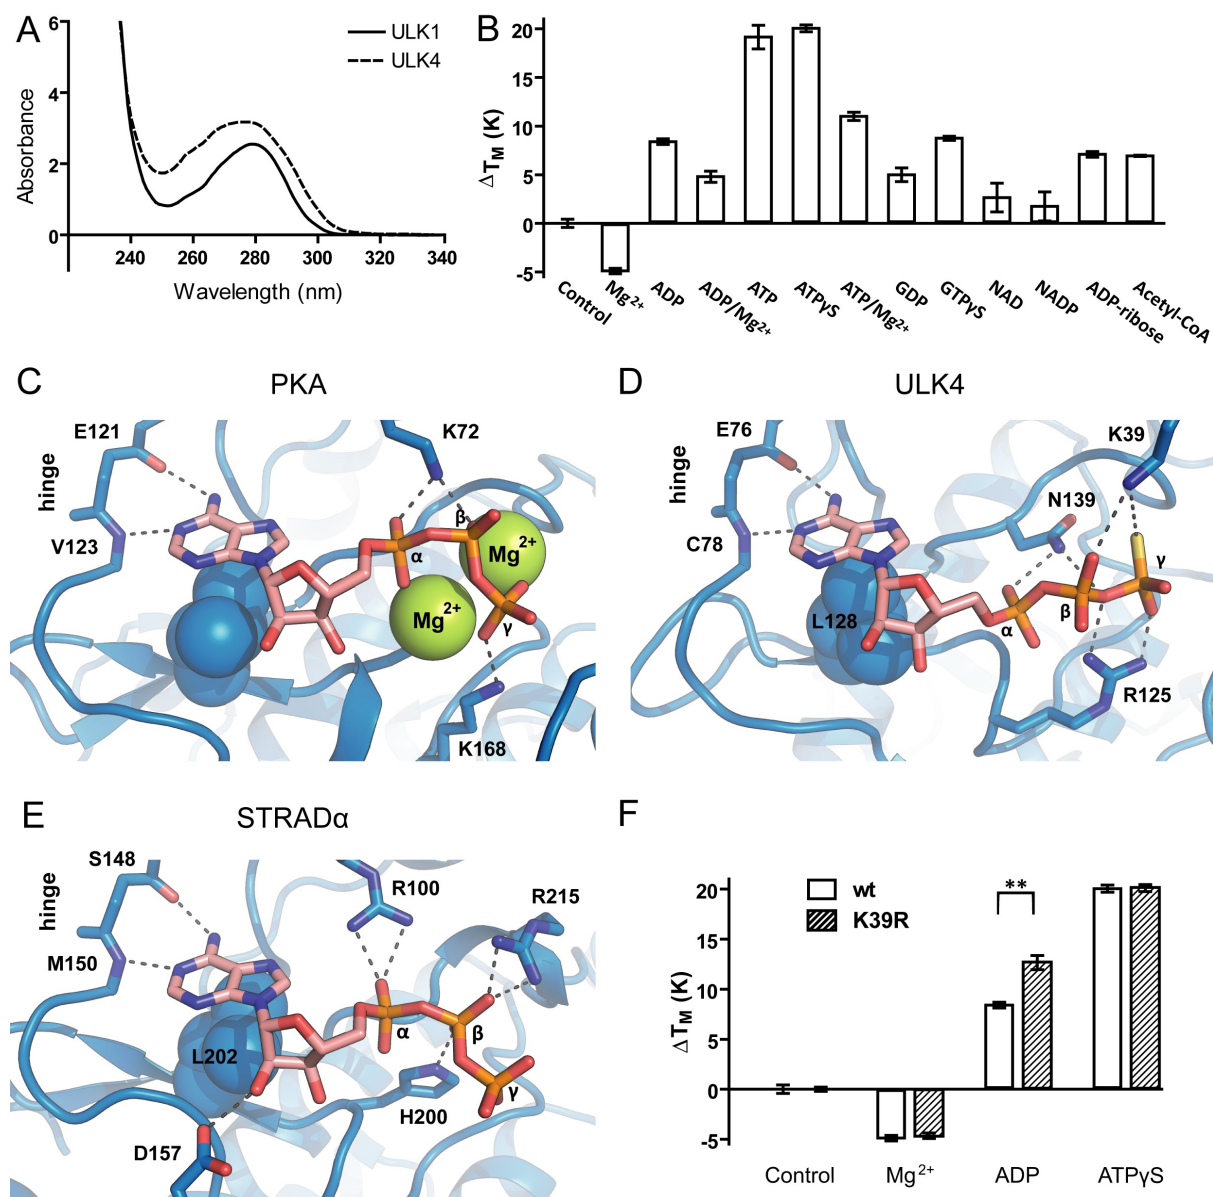 A
6
4
2
240
260
280
300
320
340
Absorbance
Wavelength (nm)
ULK1
ULK4
B
20
15
10
5
0
-5
ΔT_M (K)
Control
Mg²⁺
ADP
ADP/Mg²⁺
ATP
ATPγS
ATP/Mg²⁺
GDP
GTPγS
NAD
NADP
ADP-ribose
Acetyl-CoA
C
PKA
E121
hinge
V123
K72
α
β
γ
Mg²⁺
Mg²⁺
K168
D
ULK4
E76
hinge
C78
L128
N139
K39
α
β
γ
R125
E
STRADα
S148
hinge
M150
L202
D157
R100
R215
α
β
γ
H200
F
wt
K39R
**
20
15
10
5
0
-5
ΔT_M (K)
Control
Mg²⁺
ADP
ATPγS